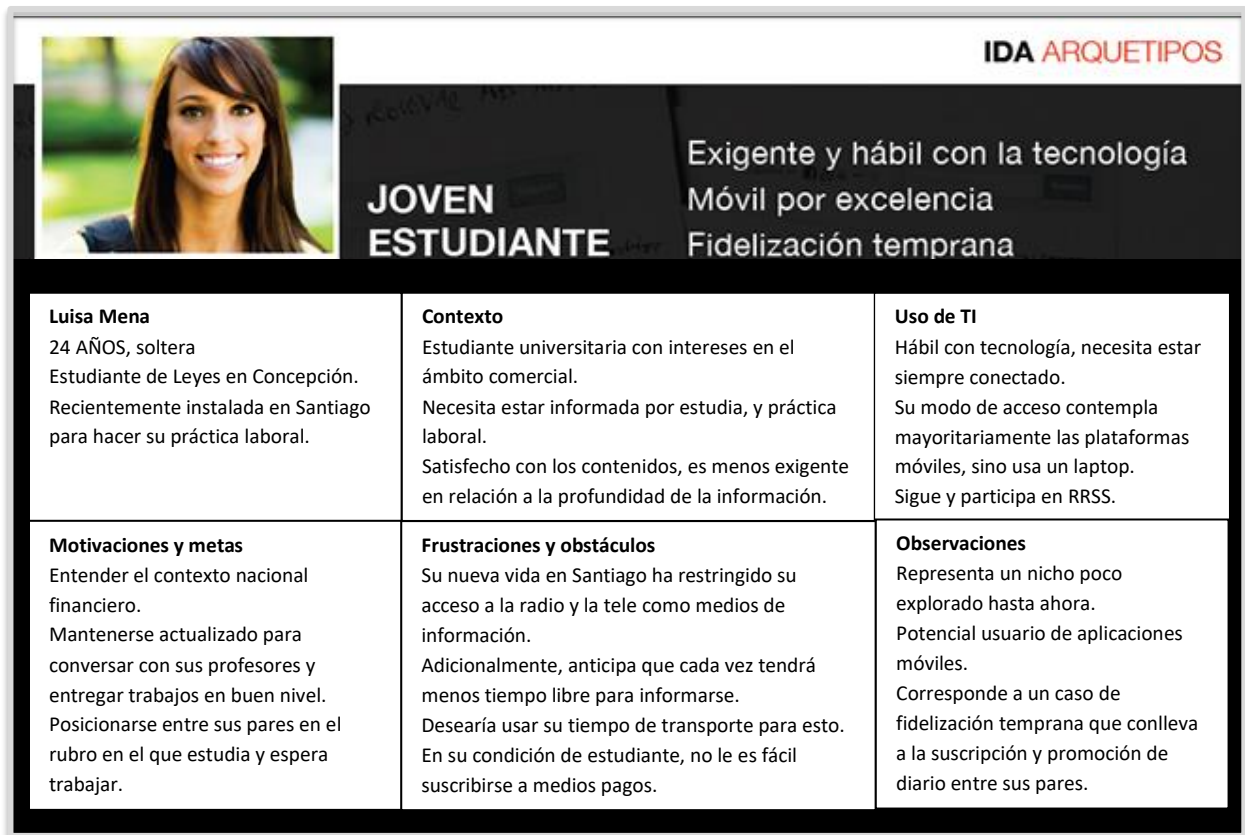 IDA ARQUETIPOS
JOVEN
ESTUDIANTE
Exigente y hábil con la tecnología
Móvil por excelencia
Fidelización temprana
Luisa Mena
24 AÑOS, soltera
Estudiante de Leyes en Concepción.
Recientemente instalada en Santiago
para hacer su práctica laboral.
Contexto
Estudiante universitaria con intereses en el
ámbito comercial.
Necesita estar informada por estudia, y práctica
laboral.
Satisfecho con los contenidos, es menos exigente
en relación a la profundidad de la información.
Uso de TI
Hábil con tecnología, necesita estar
siempre conectado.
Su modo de acceso contempla
mayoritariamente las plataformas
móviles, sino usa un laptop.
Sigue y participa en RRSS.
Motivaciones y metas
Entender el contexto nacional
financiero.
Mantenerse actualizado para
conversar con sus profesores y
entregar trabajos en buen nivel.
Posicionarse entre sus pares en el
rubro en el que estudia y espera
trabajar.
Frustraciones y obstáculos
Su nueva vida en Santiago ha restringido su
acceso a la radio y la tele como medios de
información.
Adicionalmente, anticipa que cada vez tendrá
menos tiempo libre para informarse.
Desearía usar su tiempo de transporte para esto.
En su condición de estudiante, no le es fácil
suscribirse a medios pagos.
Observaciones
Representa un nicho poco
explorado hasta ahora.
Potencial usuario de aplicaciones
móviles.
Corresponde a un caso de
fidelización temprana que conlleva
a la suscripción y promoción de
diario entre sus pares.